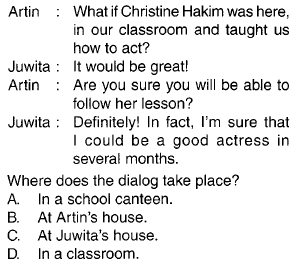 Artin : What if Christine Hakim was here,
in our classroom and taught us
how to act?
Juwita : It would be great!
Artin : Are you sure you will be able to
follow her lesson?
Juwita : Definitely! In fact, I'm sure that
I could be a good actress in
several months.
Where does the dialog take place?
A. In a school canteen.
B. At Artin's house.
C. At Juwita's house.
D. In a classroom.